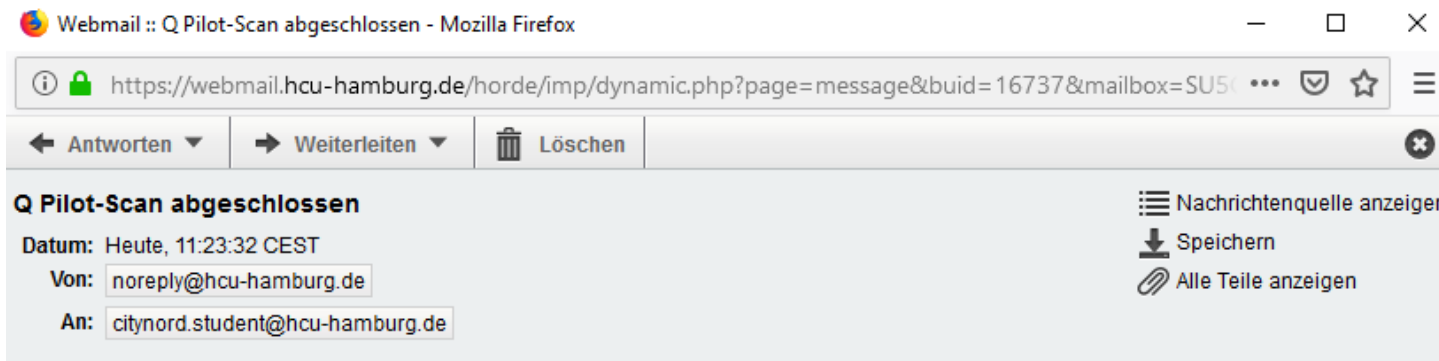 Webmail :: Q Pilot-Scan abgeschlossen - Mozilla Firefox
https://webmail.hcu-hamburg.de/horde/imp/dynamic.php?page=message&buid=16737&mailbox=SU5
Antworten Weiterleiten Löschen
Q Pilot-Scan abgeschlossen
Nachrichtenquelle anzeigen
Datum: Heute, 11:23:32 CEST
Speichern
Von: noreply@hcu-hamburg.de
Alle Teile anzeigen
An: citynord.student@hcu-hamburg.de